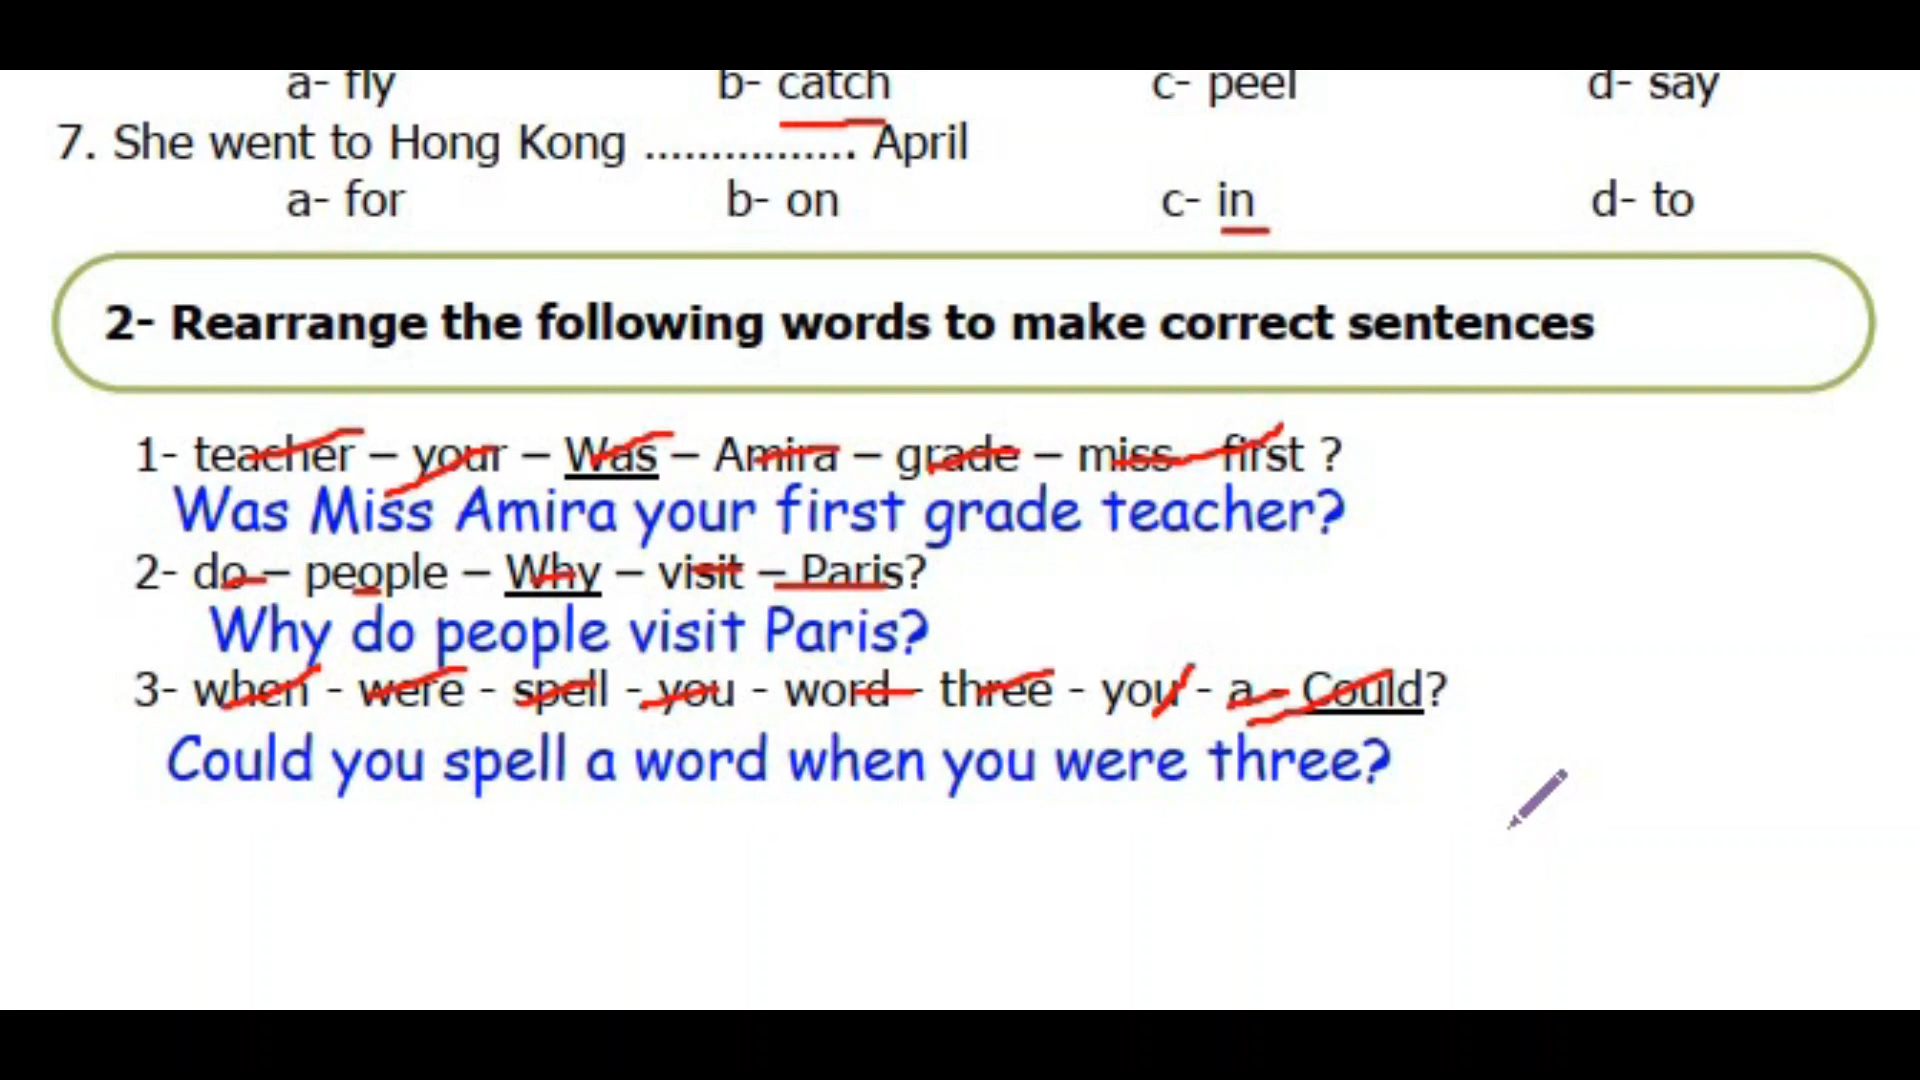 a- fly b- catch c- peel d- say
7. She went to Hong Kong ................ April
a- for b- on c- in d- to
2- Rearrange the following words to make correct sentences
1- teacher – your – Was – Amira – grade – miss - first ?
Was Miss Amira your first grade teacher?
2- do – people – Why – visit – Paris?
Why do people visit Paris?
3- when - were - spell - you - word - three - you - a - Could?
Could you spell a word when you were three?